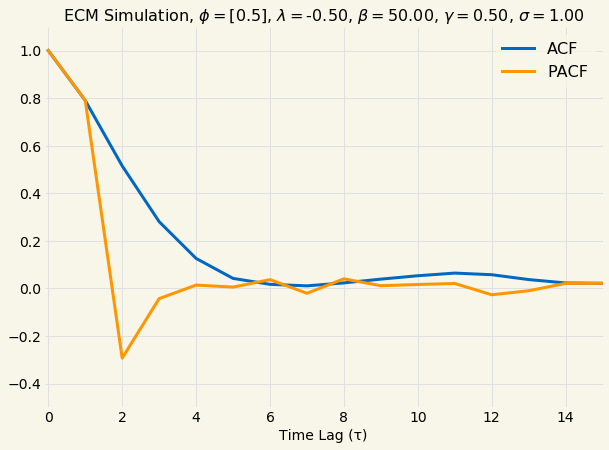 ECM Simulation, ϕ = [0.5], λ = -0.50, β = 50.00, γ = 0.50, σ = 1.00
ACF
PACF
1.0
0.8
0.6
0.4
0.2
0.0
−0.2
−0.4
0 2 4 6 8 10 12 14
Time Lag (τ)